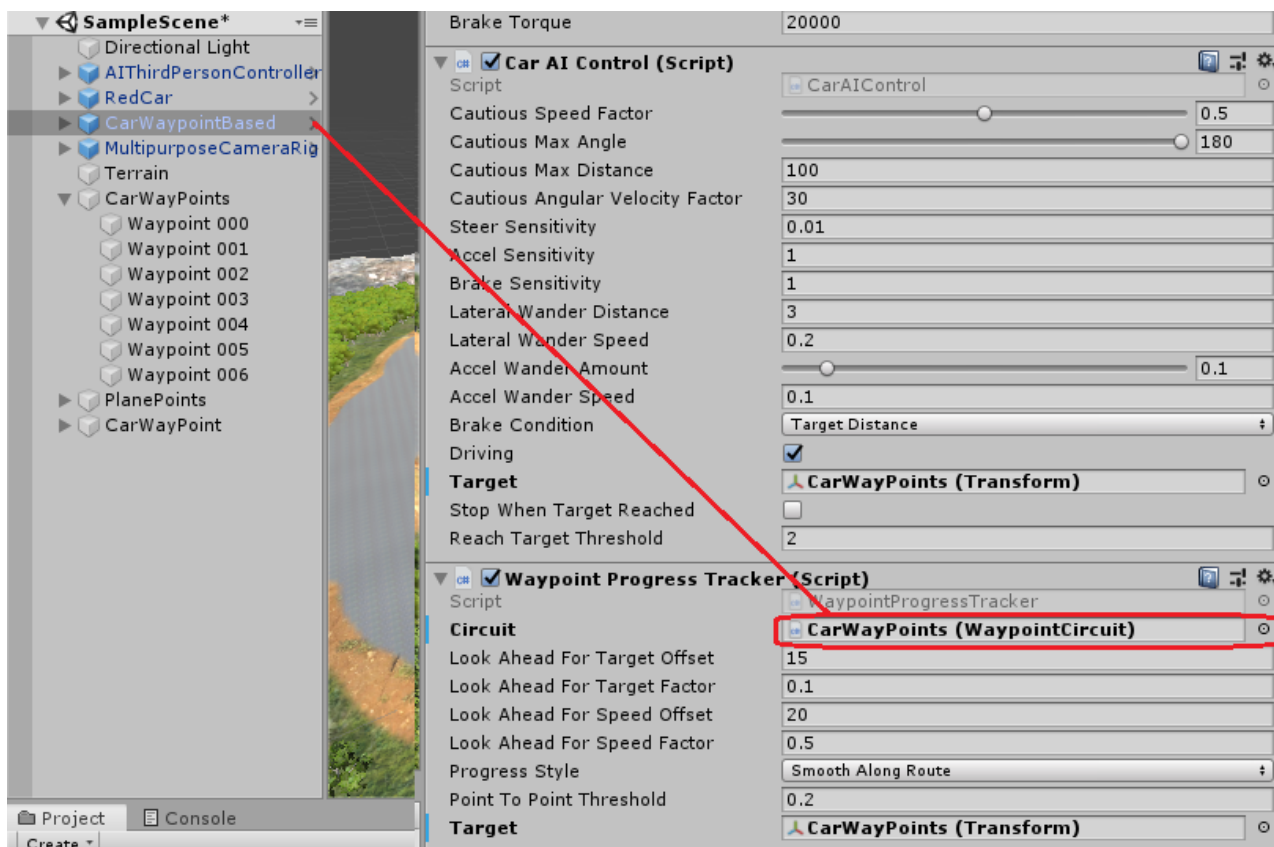 SampleScene*
Directional Light
AIThirdPersonController
RedCar
CarWaypointBased
MultipurposeCameraRig
Terrain
CarWayPoints
Waypoint 000
Waypoint 001
Waypoint 002
Waypoint 003
Waypoint 004
Waypoint 005
Waypoint 006
PlanePoints
CarWayPoint
Project Console
Create
Brake Torque 20000
c# Car AI Control (Script)
Script CarAIControl
Cautious Speed Factor 0.5
Cautious Max Angle 180
Cautious Max Distance 100
Cautious Angular Velocity Factor 30
Steer Sensitivity 0.01
Accel Sensitivity 1
Brake Sensitivity 1
Lateral Wander Distance 3
Lateral Wander Speed 0.2
Accel Wander Amount 0.1
Accel Wander Speed 0.1
Brake Condition Target Distance
Driving
Target CarWayPoints (Transform)
Stop When Target Reached
Reach Target Threshold 2
c# Waypoint Progress Tracker (Script)
Script WaypointProgressTracker
Circuit CarWayPoints (WaypointCircuit)
Look Ahead For Target Offset 15
Look Ahead For Target Factor 0.1
Look Ahead For Speed Offset 20
Look Ahead For Speed Factor 0.5
Progress Style Smooth Along Route
Point To Point Threshold 0.2
Target CarWayPoints (Transform)